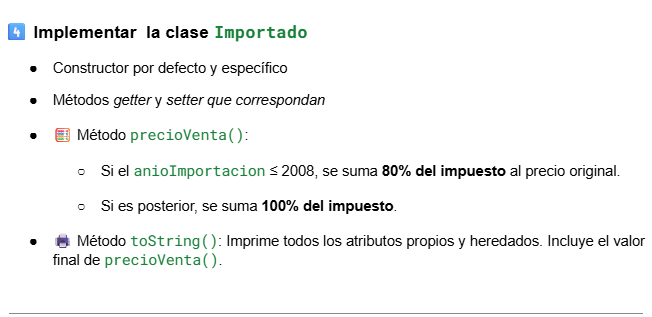 4 Implementar la clase Importado
● Constructor por defecto y específico
● Métodos getter y setter que correspondan
● Método precioVenta():
○ Si el anioImportacion ≤ 2008, se suma 80% del impuesto al precio original.
○ Si es posterior, se suma 100% del impuesto.
● Método toString(): Imprime todos los atributos propios y heredados. Incluye el valor
final de precioVenta().